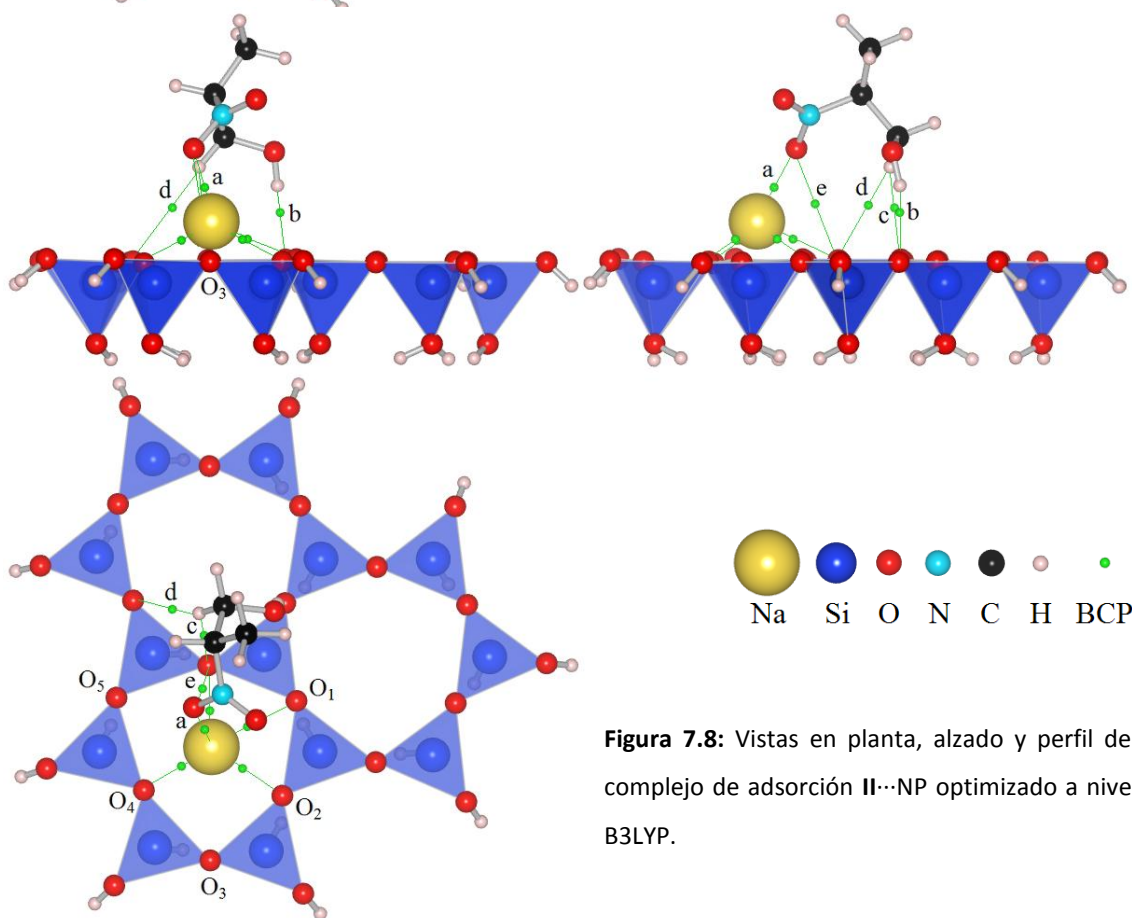 d
a
b
O₃
a
e
d
c
b
d
c
e
O₅
O₁
a
O₄
O₂
O₃
Na Si O N C H BCP
Figura 7.8: Vistas en planta, alzado y perfil de
complejo de adsorción II···NP optimizado a nive
B3LYP.